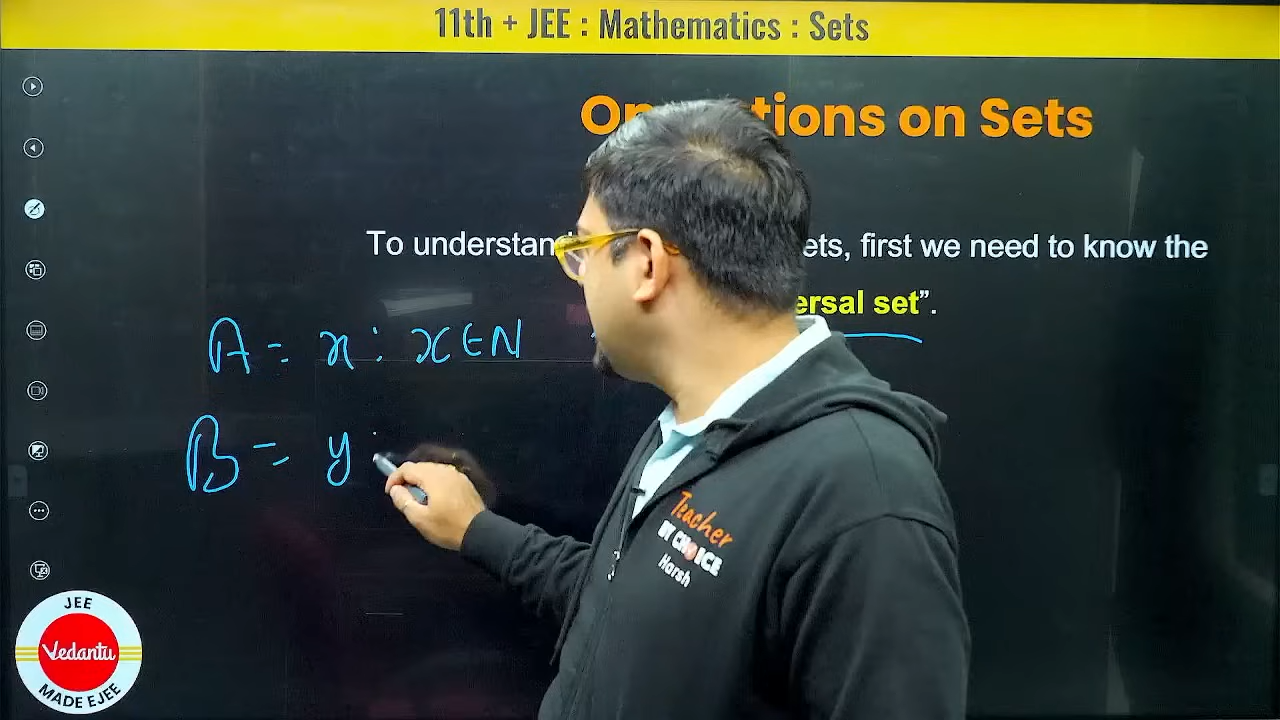 11th + JEE : Mathematics : Sets
tions on Sets
To understan ets, first we need to know the
ersal set”.
A = x : x ∈ N
B = y :
Teacher
BY CHOICE
Harsh
JEE
Vedantu
MADE EJEE